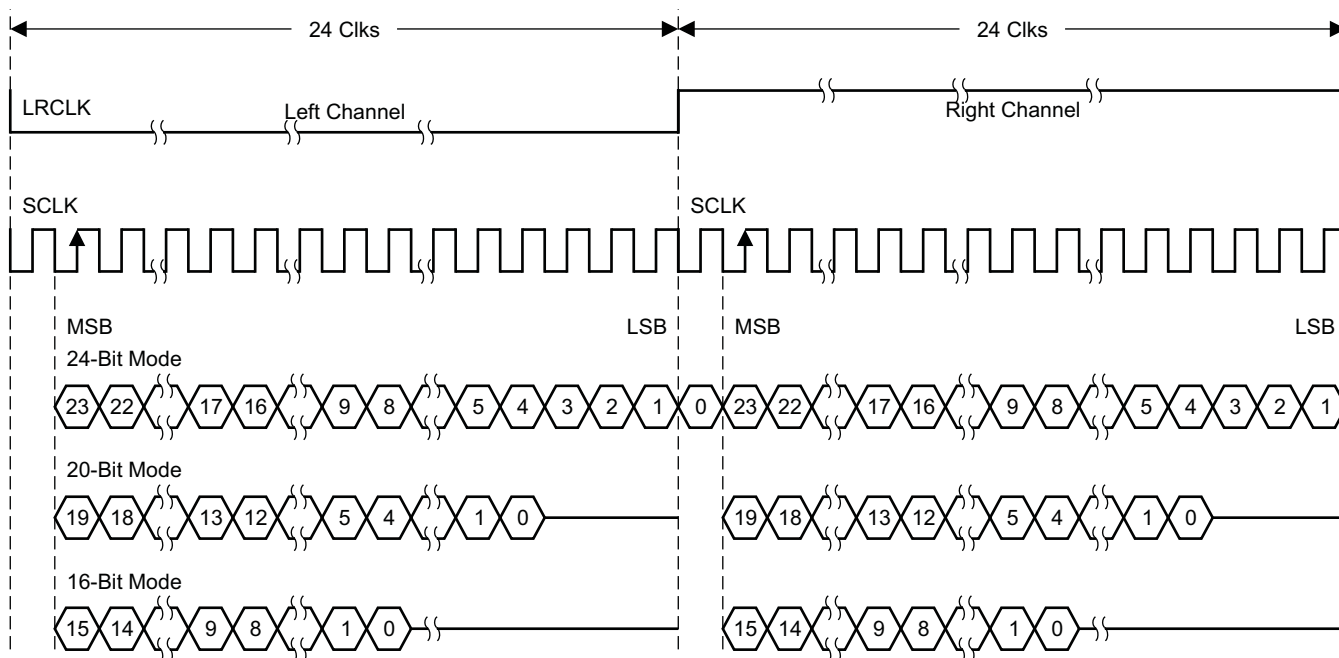 24 Clks 24 Clks
LRCLK Left Channel Right Channel
SCLK SCLK
MSB LSB MSB LSB
24-Bit Mode
23 22 17 16 9 8 5 4 3 2 1 0 23 22 17 16 9 8 5 4 3 2 1
20-Bit Mode
19 18 13 12 5 4 1 0 19 18 13 12 5 4 1 0
16-Bit Mode
15 14 9 8 1 0 15 14 9 8 1 0